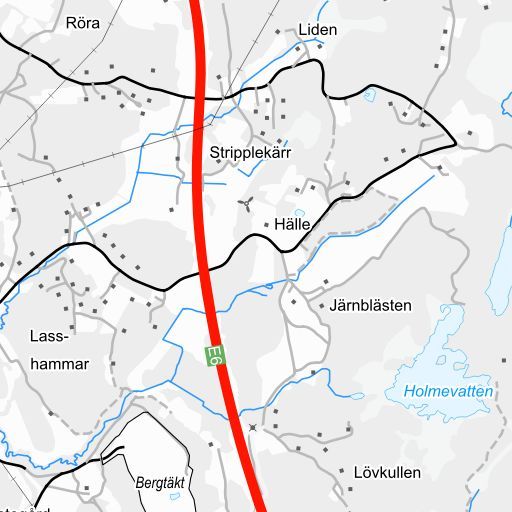 Röra
Liden
Stripplekärr
Hälle
Järnblästen
Lass-
hammar
E6
Holmevatten
Bergtäkt
Lövkullen